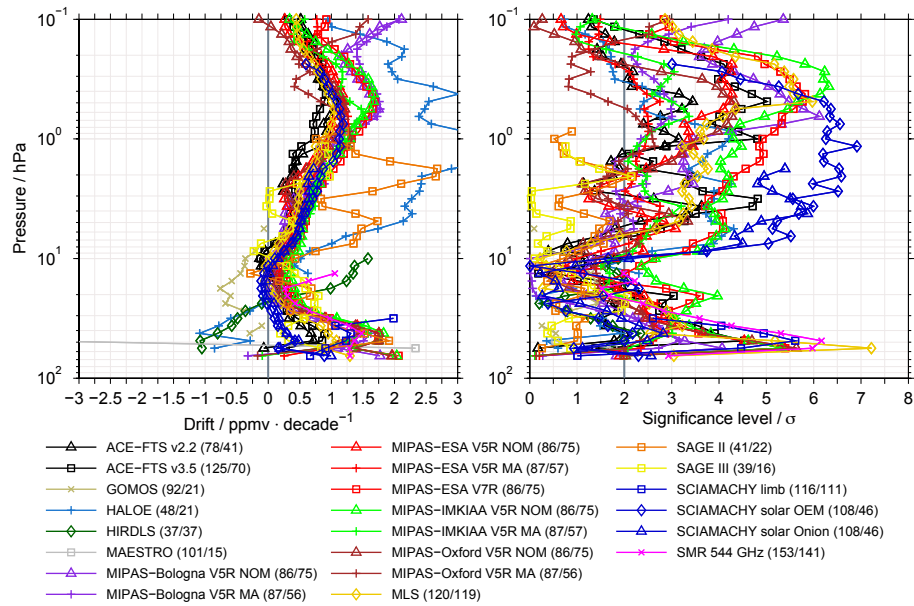 10⁻¹
10⁰
10¹
10²
Pressure / hPa
−3 −2.5 −2 −1.5 −1 −0.5 0 0.5 1 1.5 2 2.5 3
Drift / ppmv · decade⁻¹
10⁻¹
10⁰
10¹
10²
0 1 2 3 4 5 6 7 8
Significance level / σ
ACE−FTS v2.2 (78/41)
ACE−FTS v3.5 (125/70)
GOMOS (92/21)
HALOE (48/21)
HIRDLS (37/37)
MAESTRO (101/15)
MIPAS−Bologna V5R NOM (86/75)
MIPAS−Bologna V5R MA (87/56)
MIPAS−ESA V5R NOM (86/75)
MIPAS−ESA V5R MA (87/57)
MIPAS−ESA V7R (86/75)
MIPAS−IMKIAA V5R NOM (86/75)
MIPAS−IMKIAA V5R MA (87/57)
MIPAS−Oxford V5R NOM (86/75)
MIPAS−Oxford V5R MA (87/56)
MLS (120/119)
SAGE II (41/22)
SAGE III (39/16)
SCIAMACHY limb (116/111)
SCIAMACHY solar OEM (108/46)
SCIAMACHY solar Onion (108/46)
SMR 544 GHz (153/141)